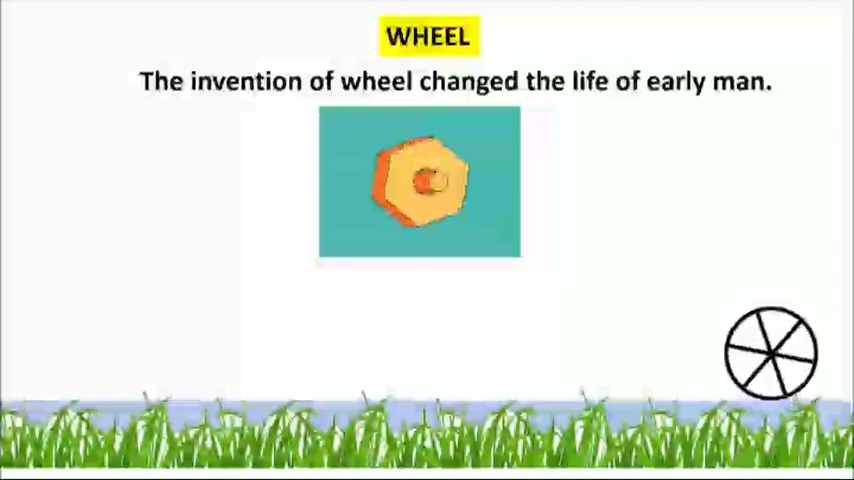 WHEEL
The invention of wheel changed the life of early man.